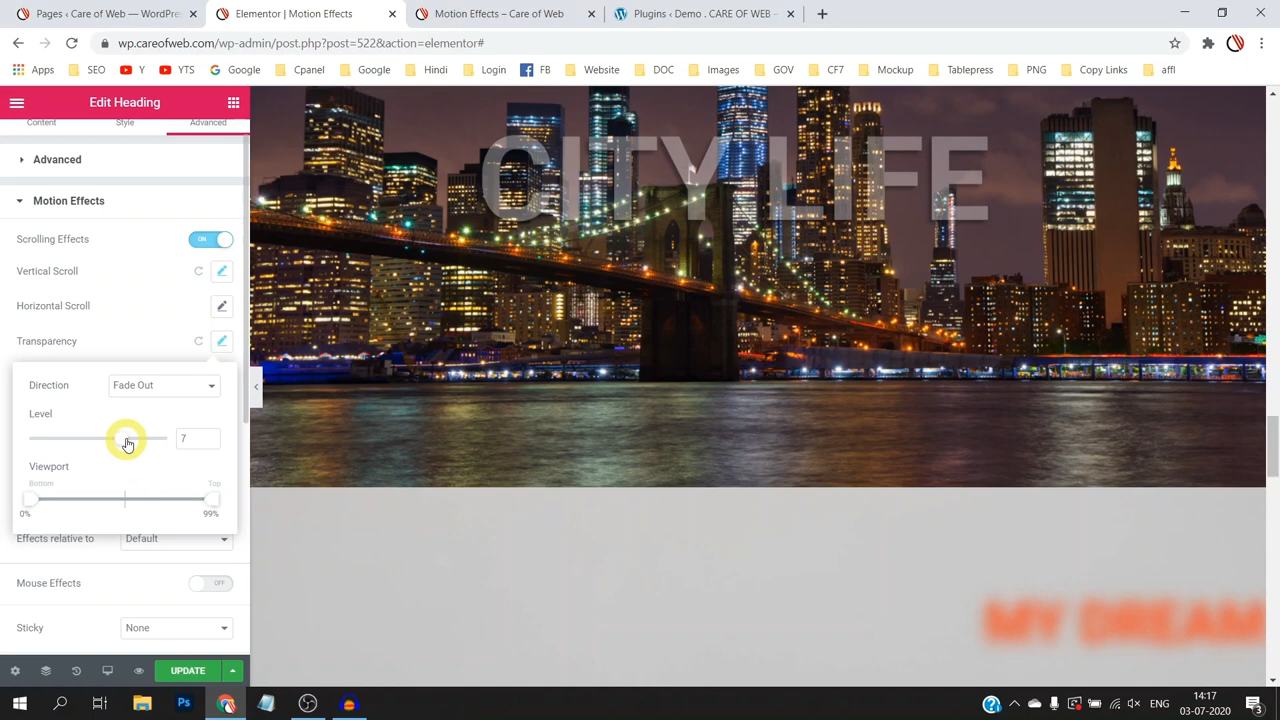 Pages ‹ Care of Web — WordPre
Elementor | Motion Effects
Motion Effects – Care of Web
Plugins ‹ Demo . CARE OF WEB –
wp.careofweb.com/wp-admin/post.php?post=522&action=elementor#
Apps SEO Y YTS Google Cpanel Google Hindi Login FB Website DOC Images GOV CF7 Mockup Tablepress PNG Copy Links affl
Edit Heading
Content Style Advanced
Advanced
Motion Effects
Scrolling Effects ON
Vertical Scroll
Horizontal Scroll
Transparency
Direction Fade Out
Level
7
Viewport
Bottom Top
0% 99%
Effects relative to Default
Mouse Effects OFF
Sticky None
UPDATE
CITY LIFE
MY DREAM
Ps
ENG
14:17
03-07-2020
3